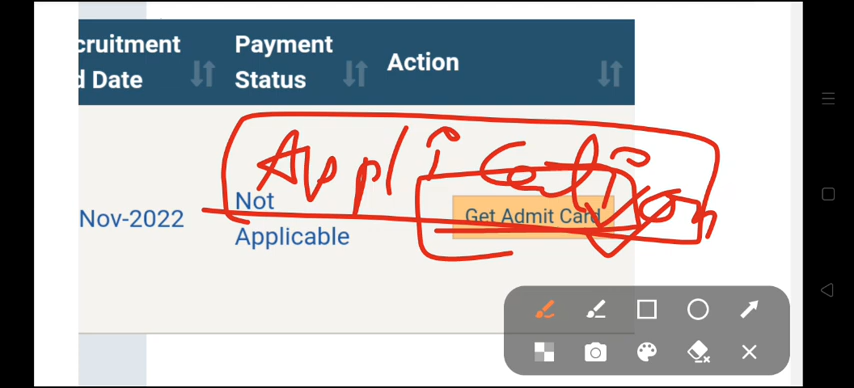 cruitment Payment Action
d Date Status
Application
Not
Nov-2022 Get Admit Card
Applicable